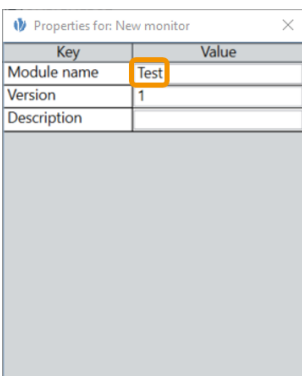 Properties for: New monitor
Key Value
Module name Test
Version 1
Description